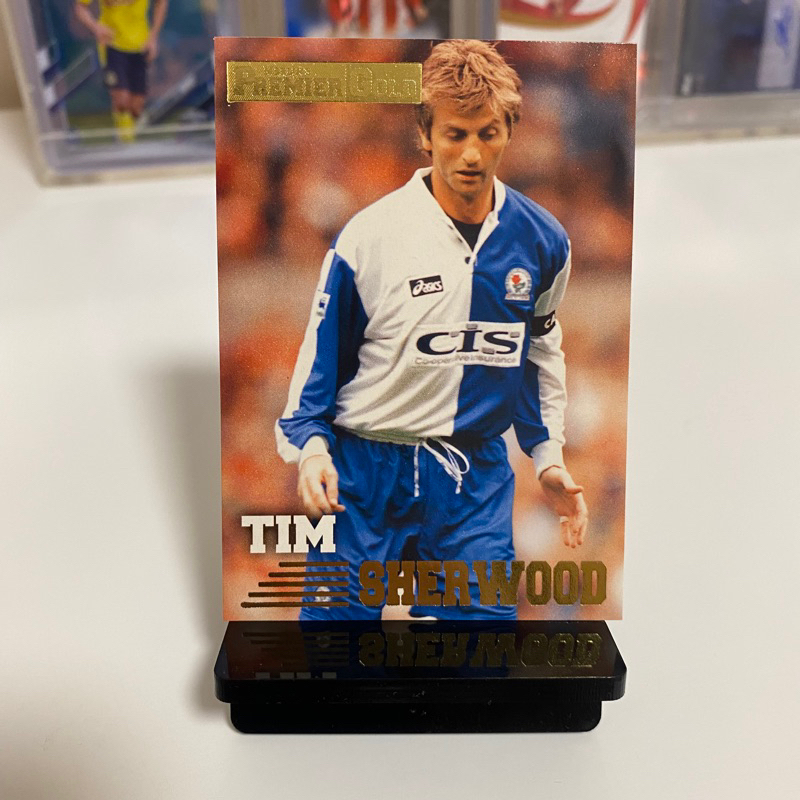 PREMIER GOLD
asics
CIS
Co-operative Insurance
TIM
SHERWOOD